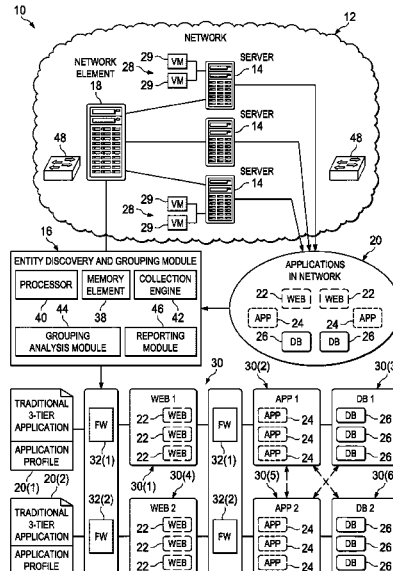 10
12
NETWORK
NETWORK
ELEMENT
18
29
VM
28
29
VM
SERVER
14
48
SERVER
14
48
SERVER
14
29
VM
28
29
VM
16
ENTITY DISCOVERY AND GROUPING MODULE
PROCESSOR
MEMORY
ELEMENT
COLLECTION
ENGINE
40
44
38
46
42
GROUPING
ANALYSIS MODULE
REPORTING
MODULE
20
APPLICATIONS
IN NETWORK
22
WEB
WEB
22
APP
24
24
APP
26
DB
DB
26
30
30(2)
30(3)
TRADITIONAL
3-TIER
APPLICATION
APPLICATION
PROFILE
20(1)
FW
32(1)
WEB 1
22
WEB
22
WEB
22
WEB
30(1)
FW
32(1)
APP 1
APP
24
APP
24
APP
24
DB 1
DB
26
DB
26
DB
26
20(2)
32(2)
30(4)
32(2)
30(5)
30(6)
TRADITIONAL
3-TIER
APPLICATION
APPLICATION
PROFILE
FW
WEB 2
22
WEB
22
WEB
22
WEB
FW
APP 2
APP
24
APP
24
APP
24
DB 2
DB
26
DB
26
DB
26